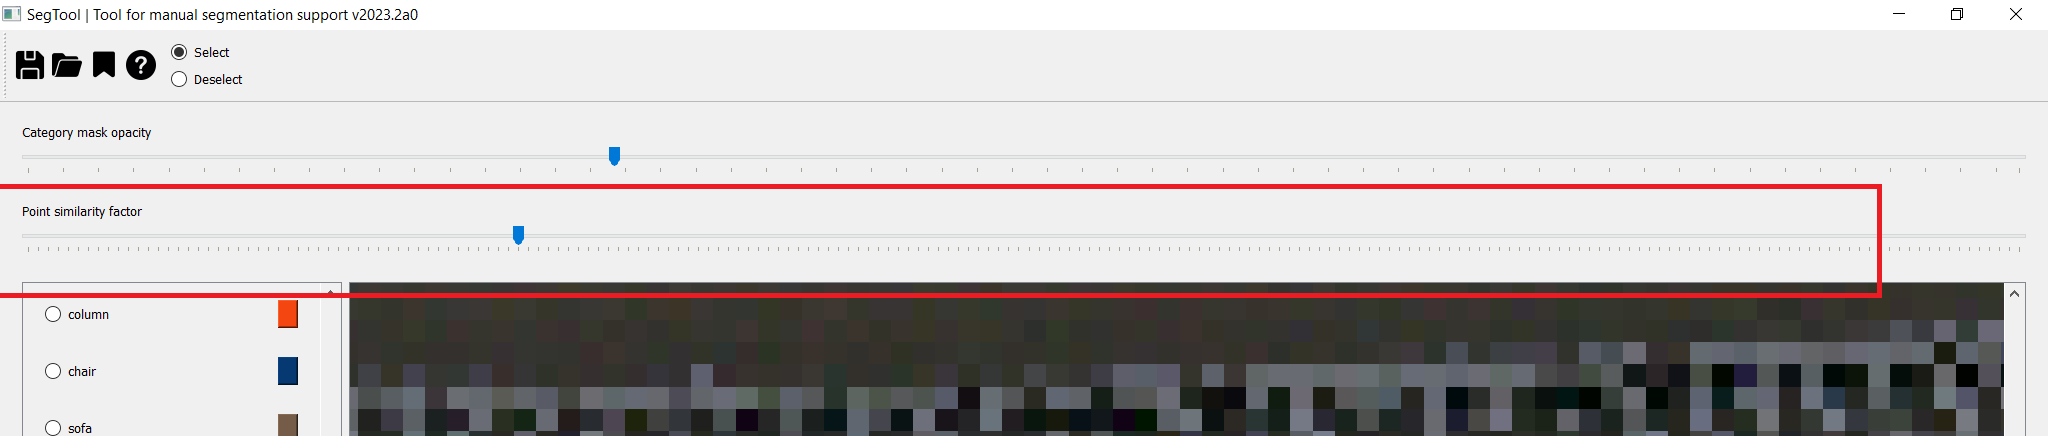 SegTool | Tool for manual segmentation support v2023.2a0
Select
Deselect
Category mask opacity
Point similarity factor
column
chair
sofa